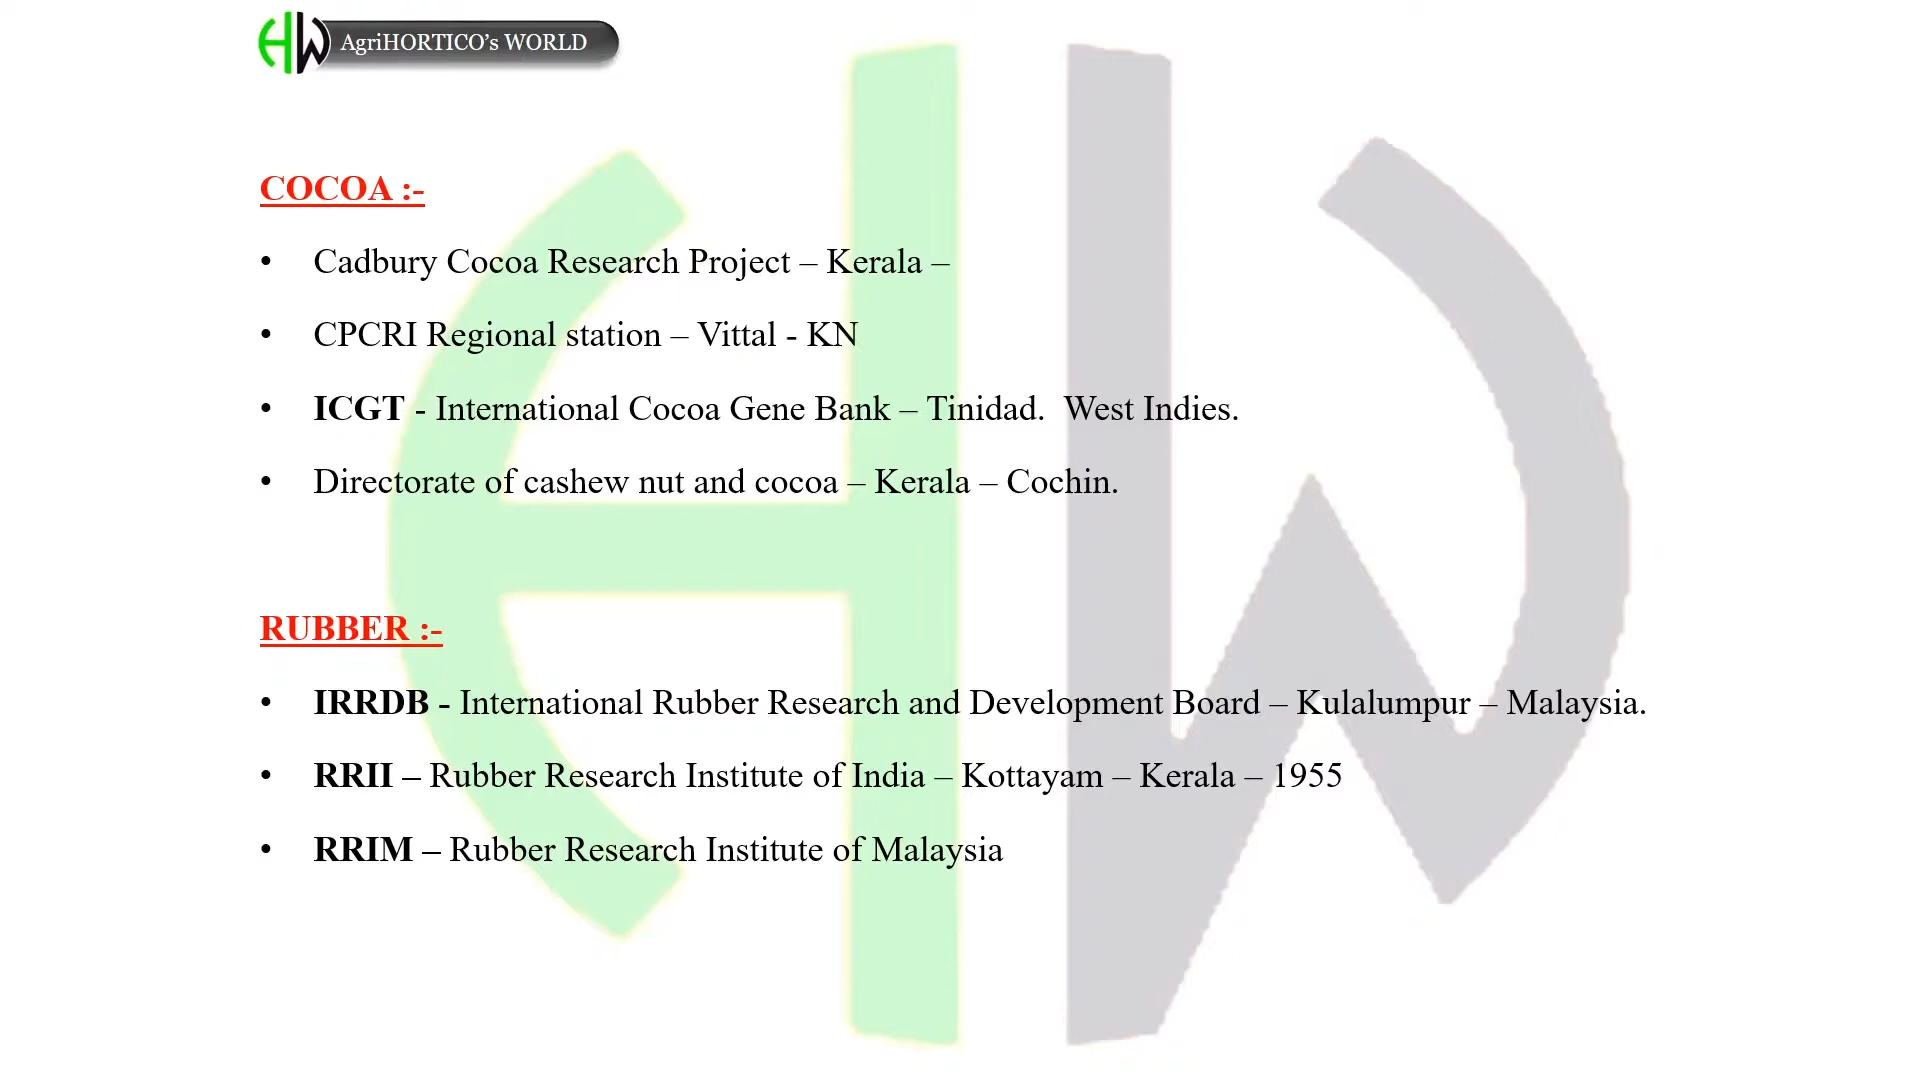 AgriHORTICO's WORLD
COCOA :-
• Cadbury Cocoa Research Project – Kerala –
• CPCRI Regional station – Vittal - KN
• ICGT - International Cocoa Gene Bank – Tinidad.  West Indies.
• Directorate of cashew nut and cocoa – Kerala – Cochin.
RUBBER :-
• IRRDB - International Rubber Research and Development Board – Kulalumpur – Malaysia.
• RRII – Rubber Research Institute of India – Kottayam – Kerala – 1955
• RRIM – Rubber Research Institute of Malaysia